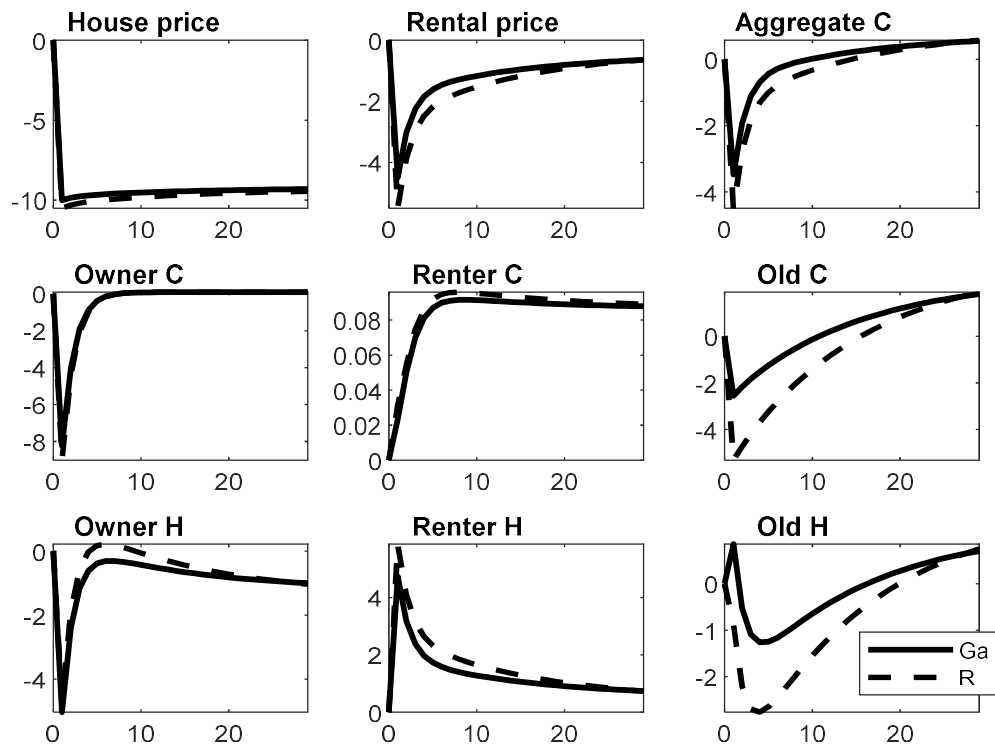 House price Rental price Aggregate C
0 0 0
-5 -2 -2
-10 -4 -4
0 10 20 0 10 20 0 10 20
Owner C Renter C Old C
0 0.08 0
-2 0.06 -2
-4 0.04 -4
-6 0.02
-8 0
0 10 20 0 10 20 0 10 20
Owner H Renter H Old H
0 4 0
-2 2 -1
-4 0 -2
Ga
R
0 10 20 0 10 20 0 10 20